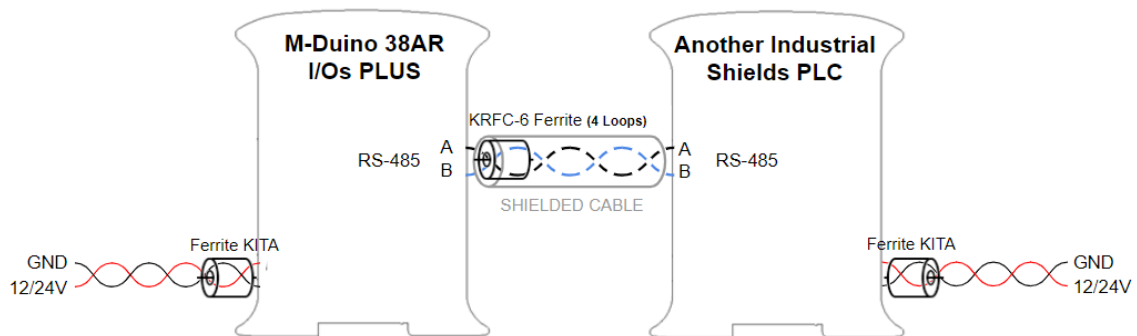 M-Duino 38AR
I/Os PLUS
Another Industrial
Shields PLC
KRFC-6 Ferrite (4 Loops)
A
B
RS-485
A
B
RS-485
SHIELDED CABLE
Ferrite KITA
GND
12/24V
Ferrite KITA
GND
12/24V